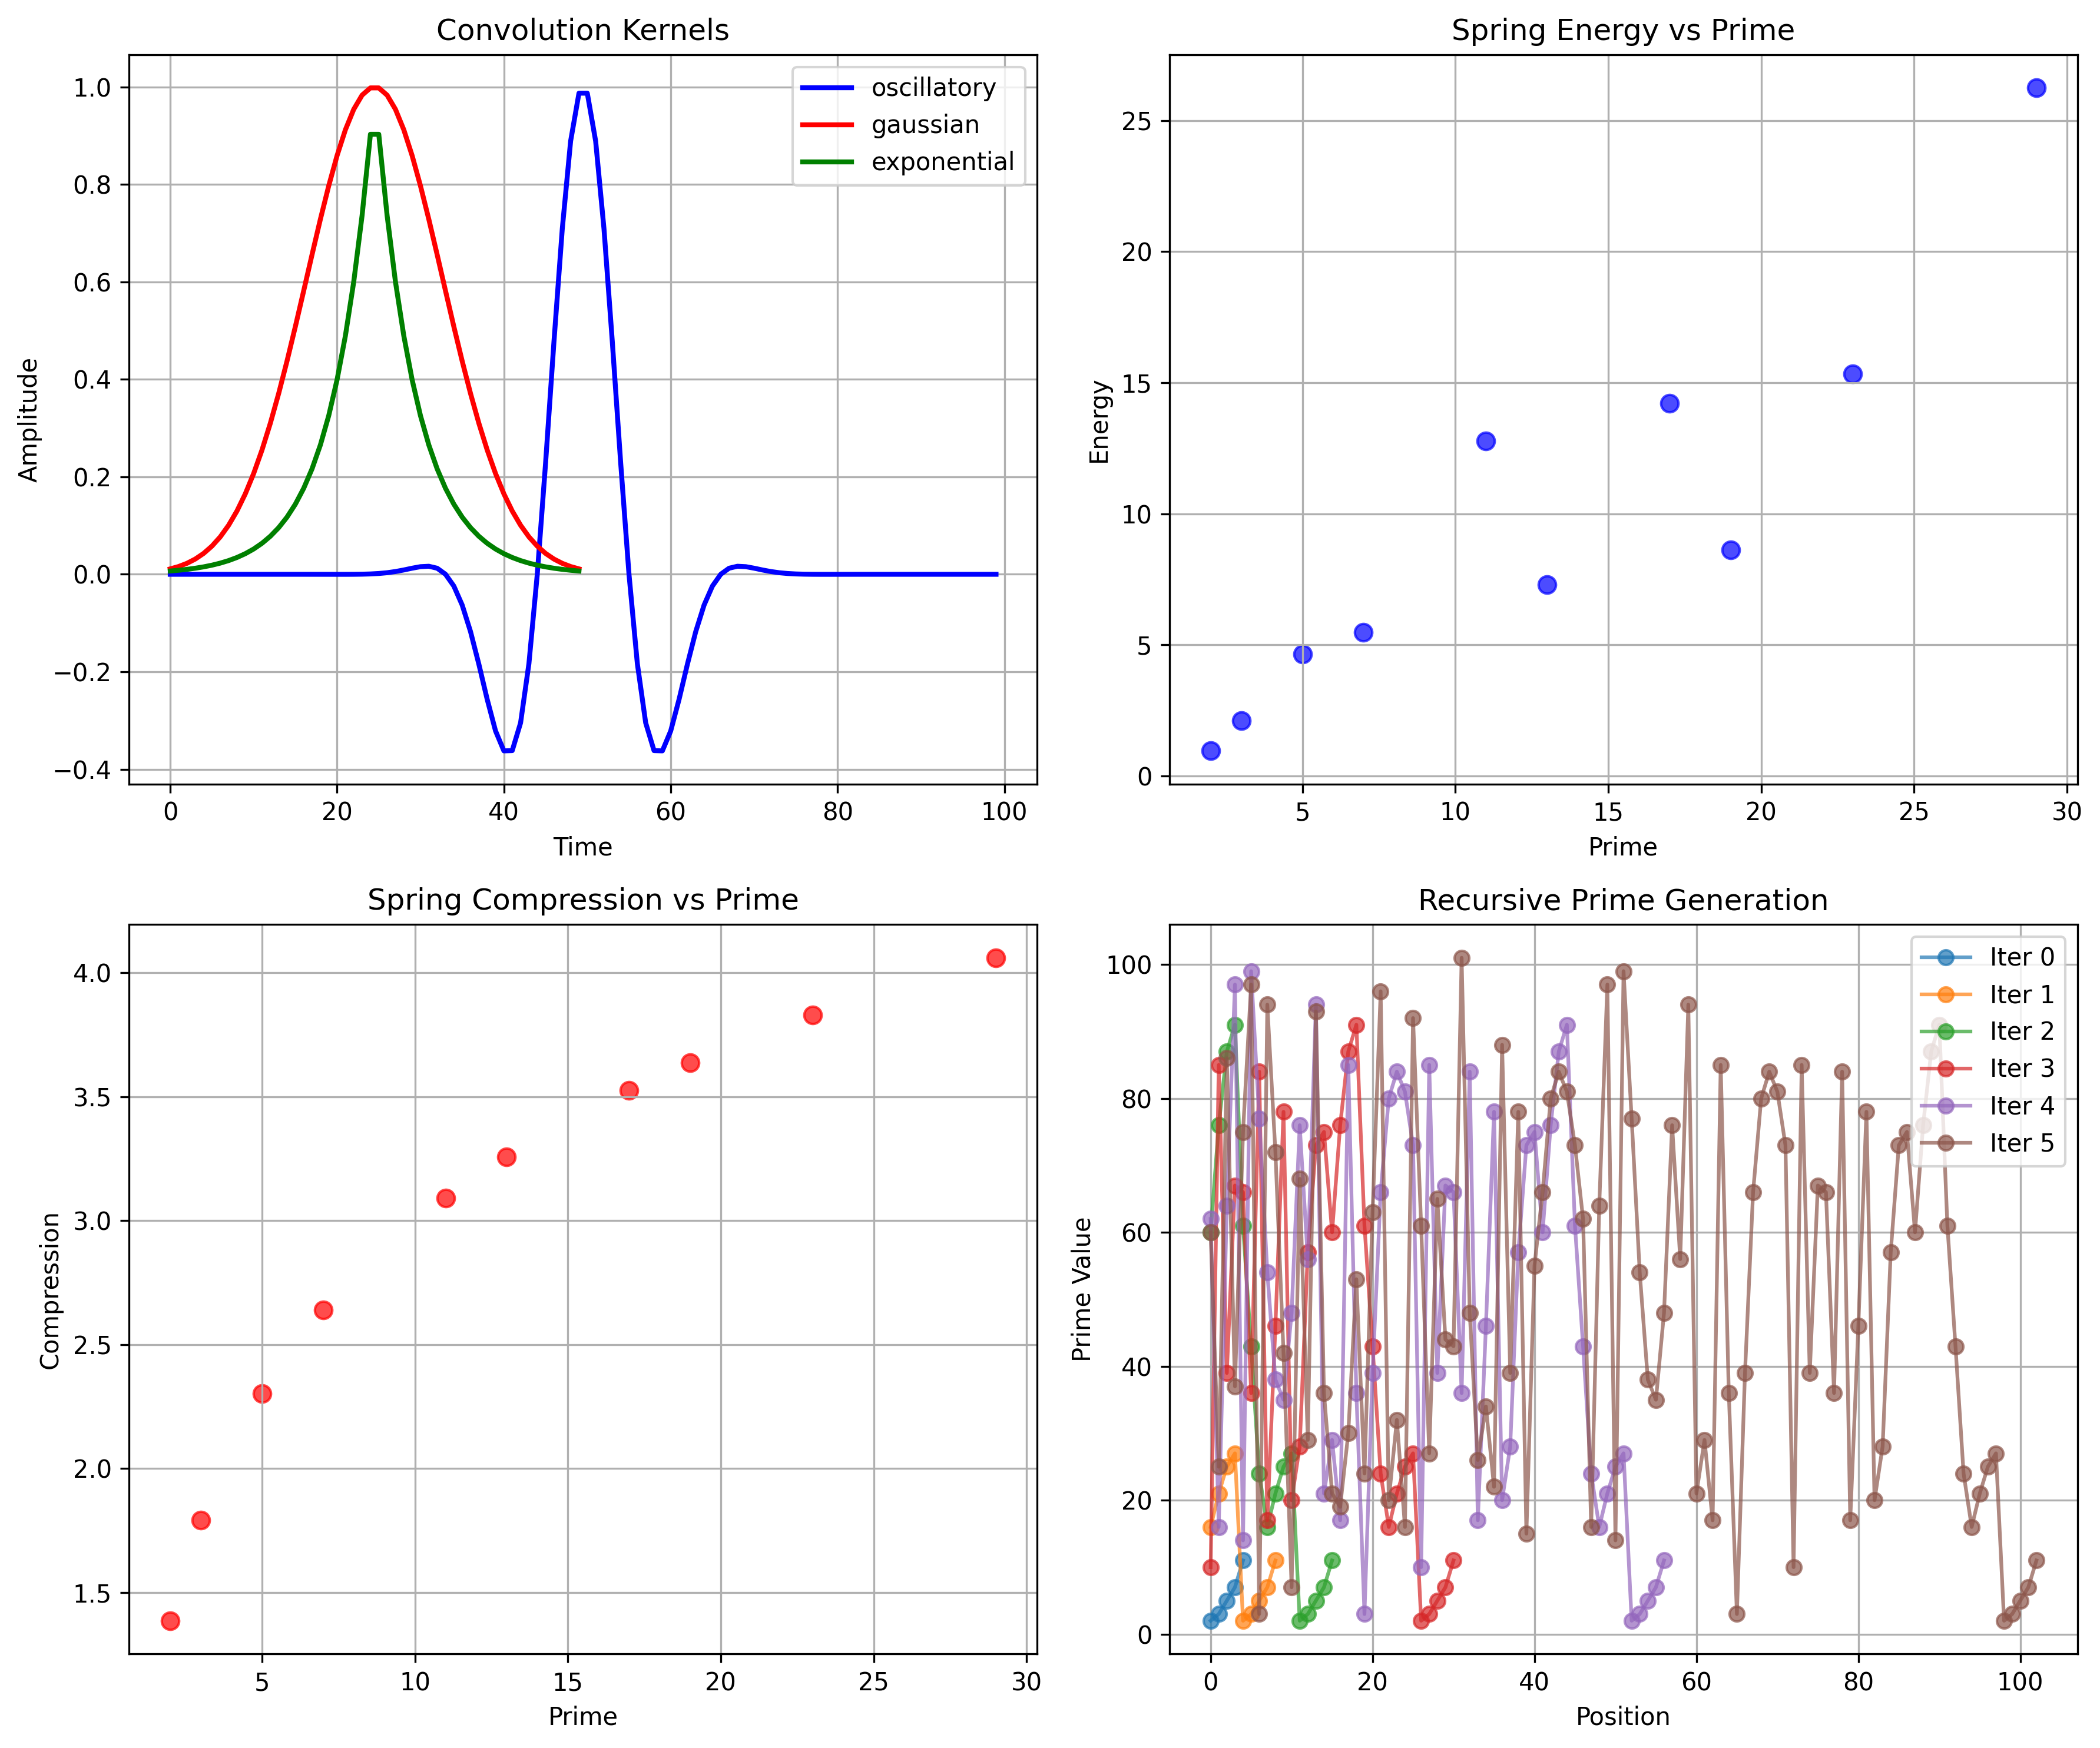 Convolution Kernels
1.0
0.8
0.6
0.4
0.2
0.0
−0.2
−0.4
Amplitude
oscillatory
gaussian
exponential
0 20 40 60 80 100
Time
Spring Energy vs Prime
25
20
15
10
5
0
Energy
5 10 15 20 25 30
Prime
Spring Compression vs Prime
4.0
3.5
3.0
2.5
2.0
1.5
Compression
5 10 15 20 25 30
Prime
Recursive Prime Generation
100
80
60
40
20
0
Prime Value
Iter 0
Iter 1
Iter 2
Iter 3
Iter 4
Iter 5
0 20 40 60 80 100
Position